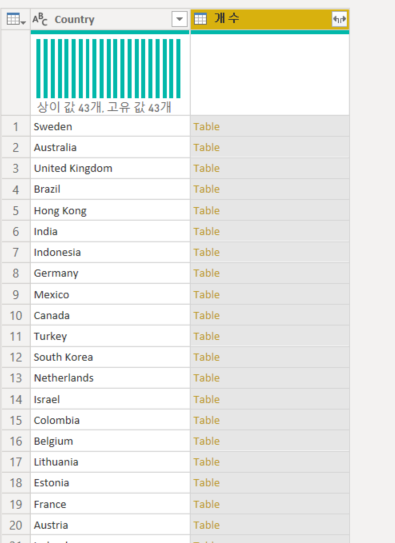 ABC Country 개수
상이 값 43개, 고유 값 43개
1 Sweden Table
2 Australia Table
3 United Kingdom Table
4 Brazil Table
5 Hong Kong Table
6 India Table
7 Indonesia Table
8 Germany Table
9 Mexico Table
10 Canada Table
11 Turkey Table
12 South Korea Table
13 Netherlands Table
14 Israel Table
15 Colombia Table
16 Belgium Table
17 Lithuania Table
18 Estonia Table
19 France Table
20 Austria Table